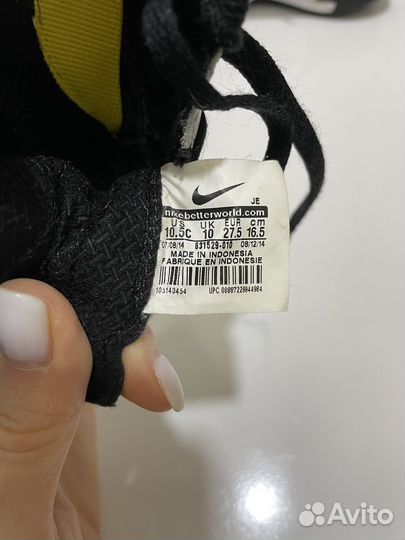 JE
nikebetterworld.com
US UK EUR cm
10.5C 10 27.5 16.5
07/08/14 631529-010 08/12/14
MADE IN INDONESIA
FABRIQUE EN INDONESIE
UPC 00887229944984
Avito